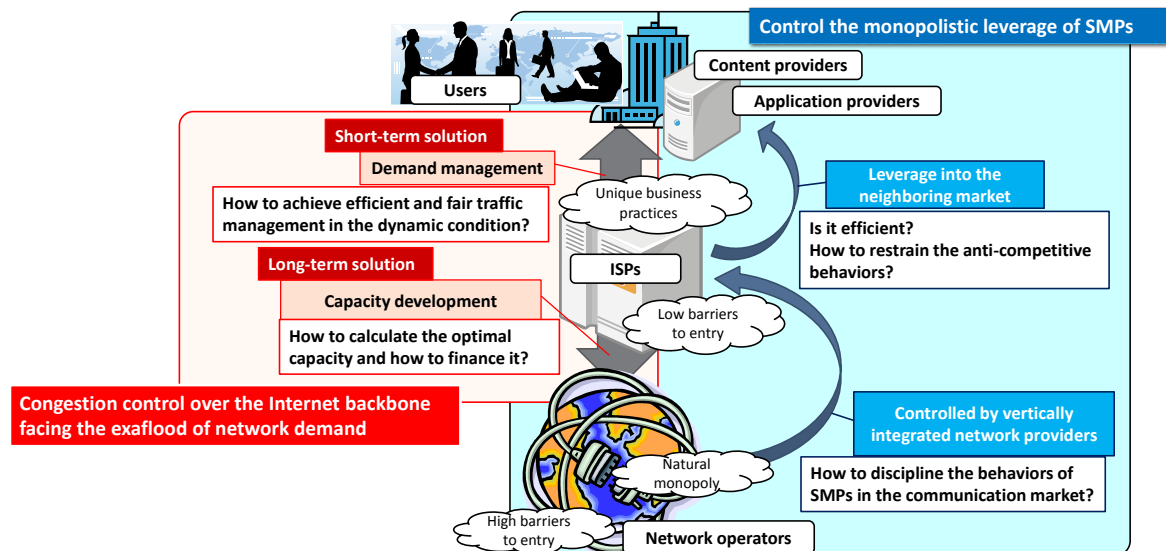 Control the monopolistic leverage of SMPs
Users
Content providers
Application providers
Short-term solution
Demand management
How to achieve efficient and fair traffic
management in the dynamic condition?
Unique business
practices
Leverage into the
neighboring market
Is it efficient?
How to restrain the anti-competitive
behaviors?
Long-term solution
ISPs
Capacity development
Low barriers
to entry
How to calculate the optimal
capacity and how to finance it?
Congestion control over the Internet backbone
facing the exaflood of network demand
Controlled by vertically
integrated network providers
Natural
monopoly
How to discipline the behaviors of
SMPs in the communication market?
High barriers
to entry
Network operators